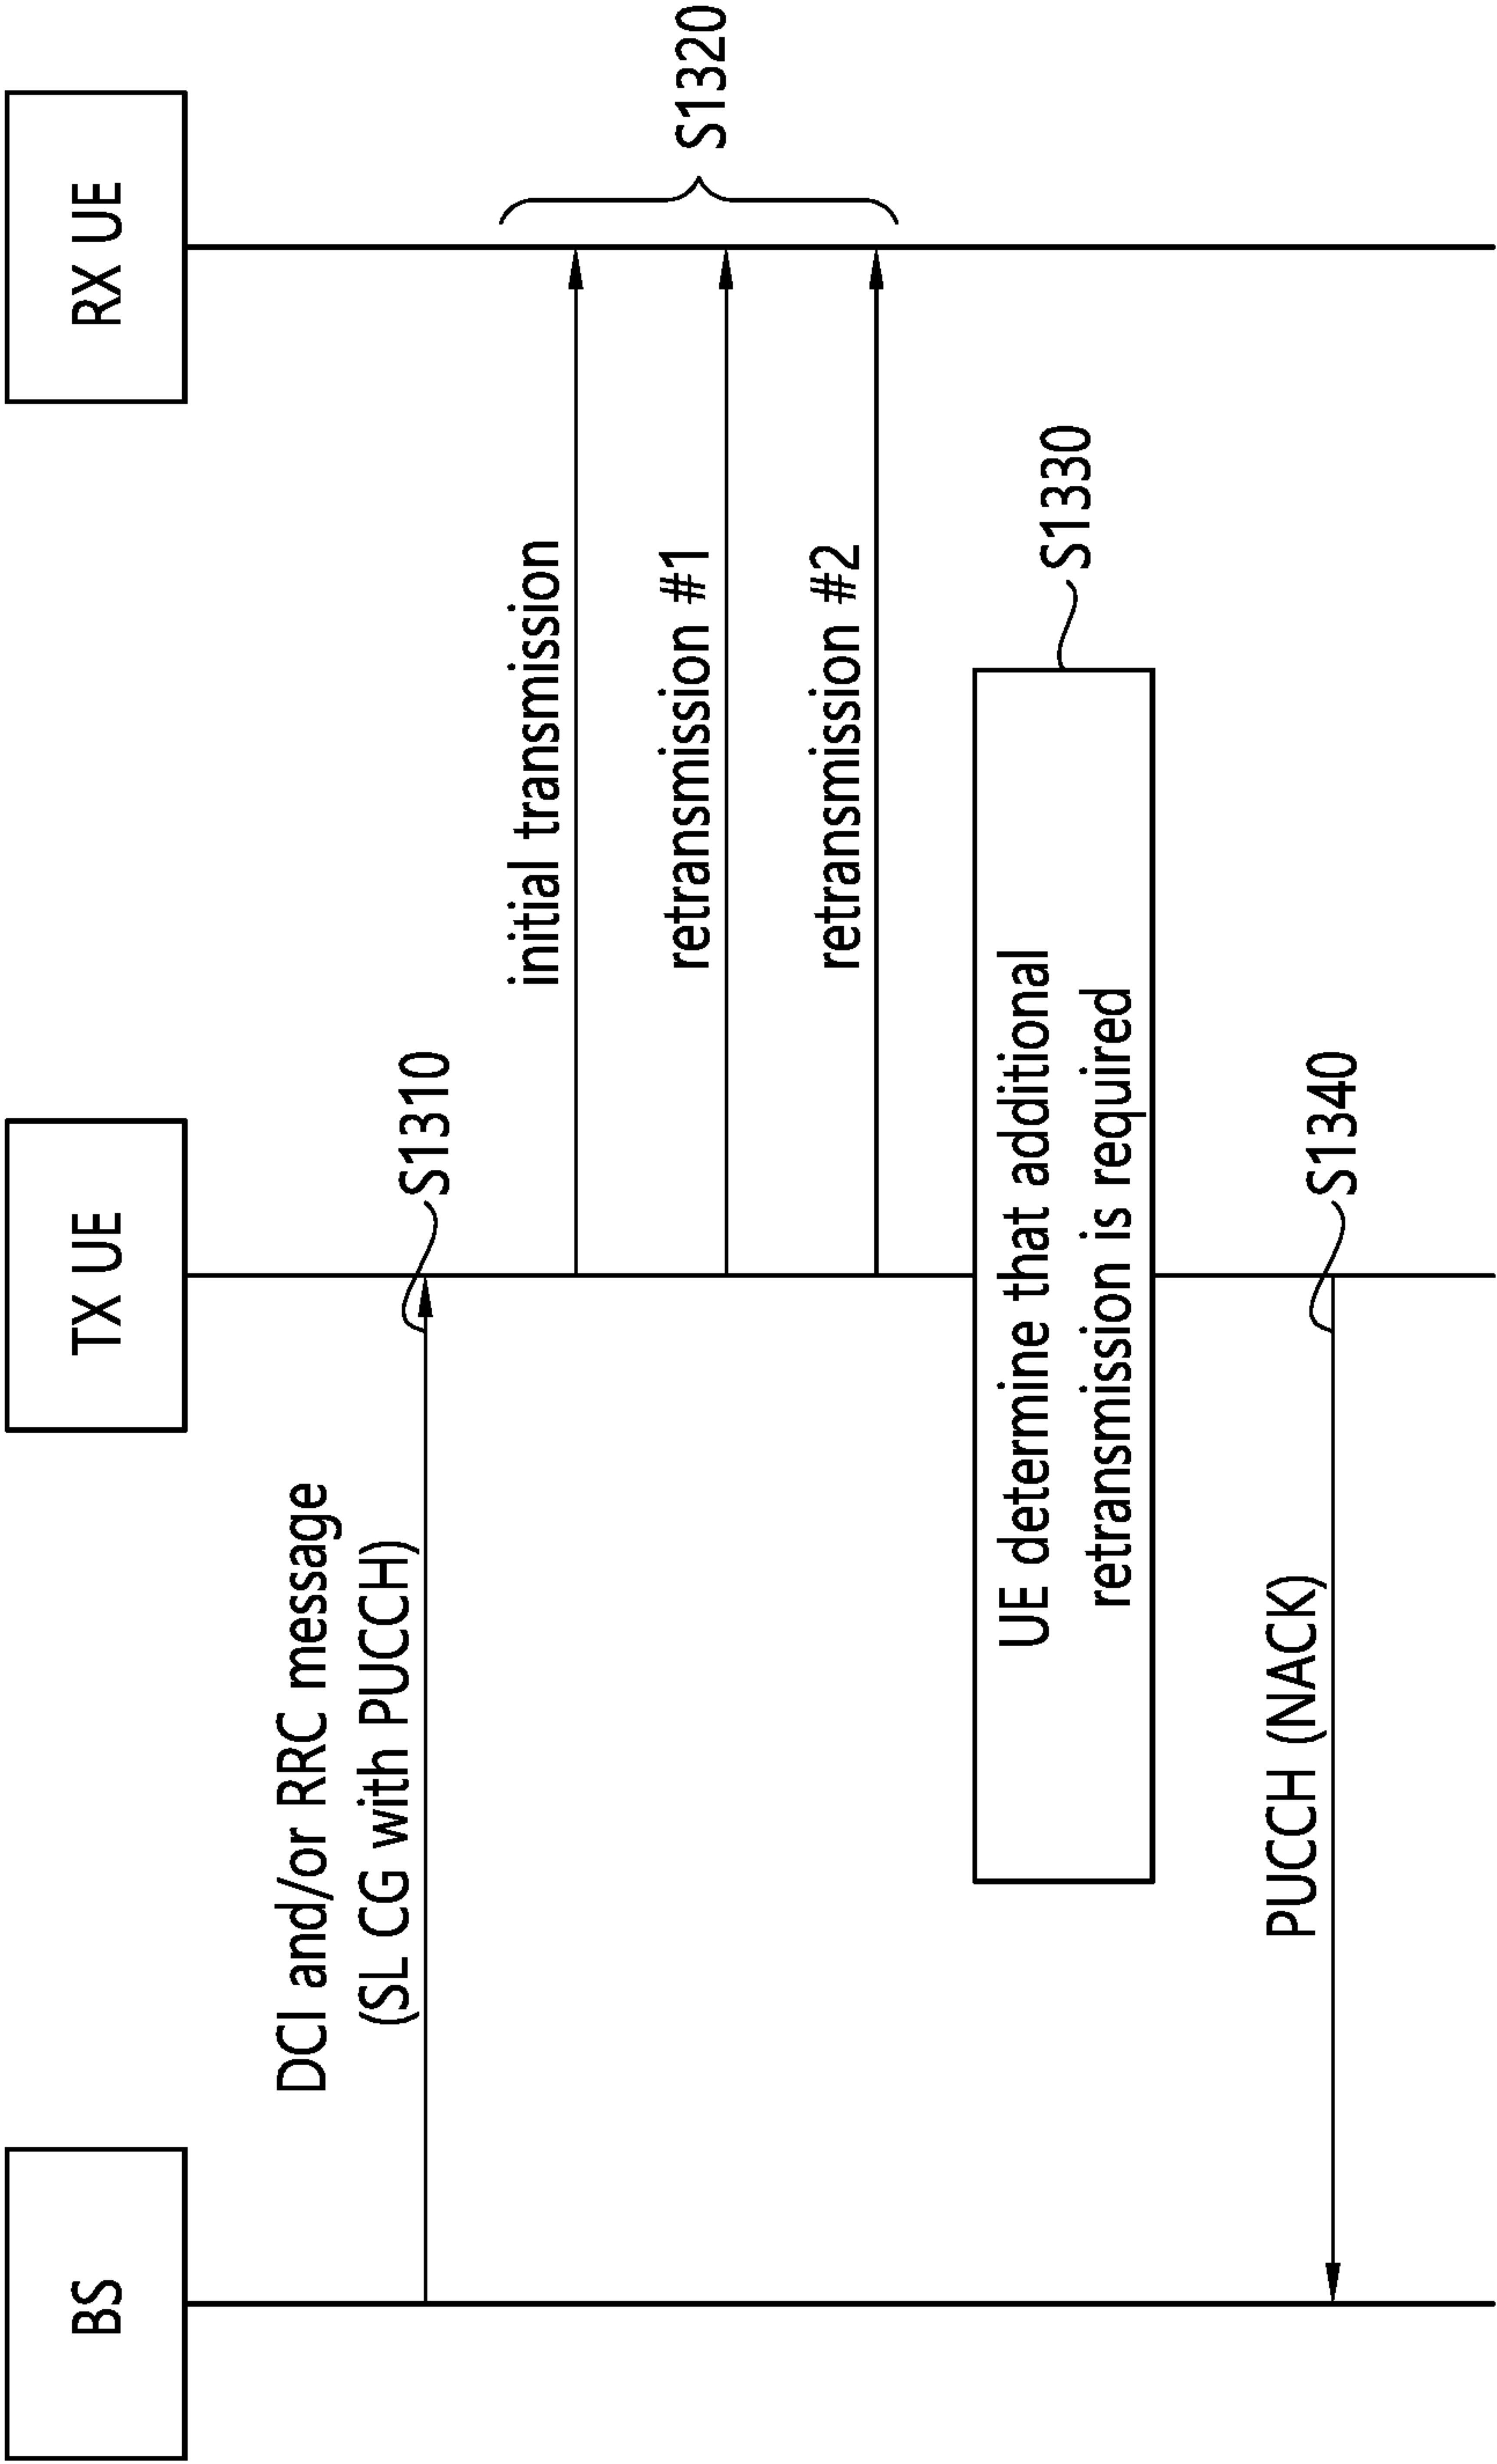 BS
TX UE
RX UE
DCI and/or RRC message
(SL CG with PUCCH)
S1310
initial transmission
retransmission #1
retransmission #2
S1320
UE determine that additional
retransmission is required
S1330
PUCCH (NACK)
S1340